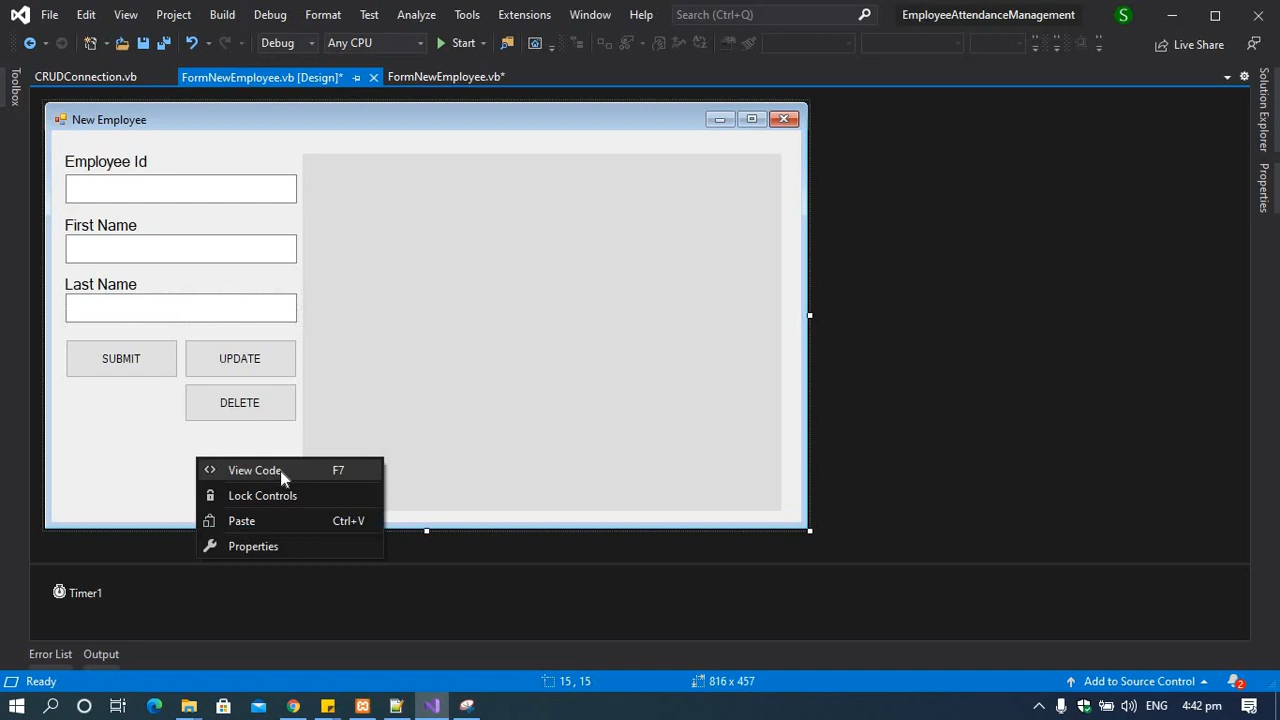 File Edit View Project Build Debug Format Test Analyze Tools Extensions Window Help Search (Ctrl+Q) EmployeeAttendanceManagement S
Debug Any CPU Start Live Share
CRUDConnection.vb FormNewEmployee.vb [Design]* FormNewEmployee.vb*
Toolbox
Solution Explorer
Properties
New Employee
Employee Id
First Name
Last Name
SUBMIT UPDATE
DELETE
View Code F7
Lock Controls
Paste Ctrl+V
Properties
Timer1
Error List Output
Ready 15 , 15 816 x 457 Add to Source Control 2
ENG 4:42 pm